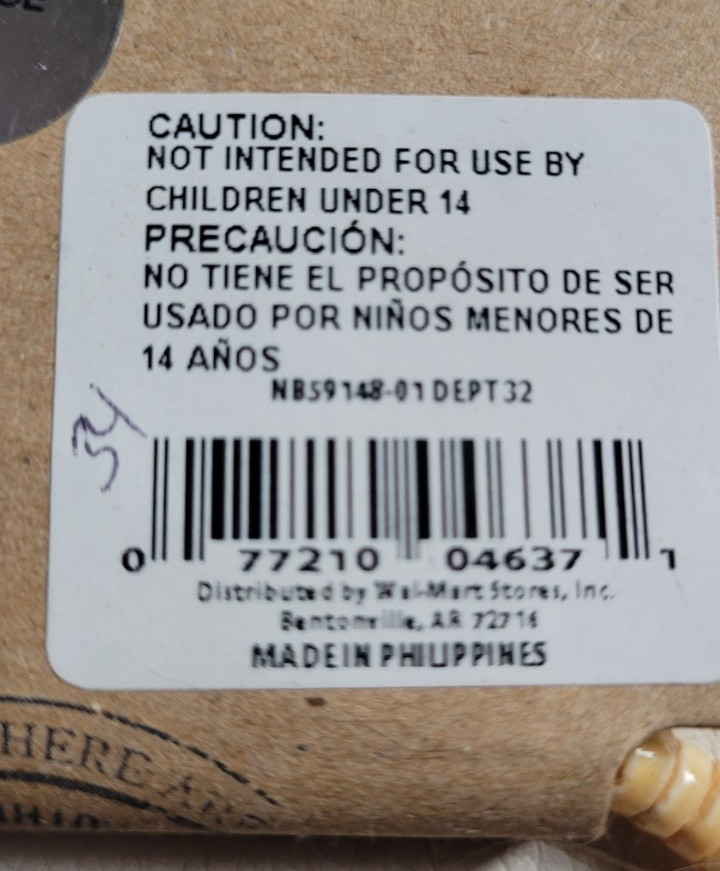 CAUTION:
NOT INTENDED FOR USE BY
CHILDREN UNDER 14
PRECAUCIÓN:
NO TIENE EL PROPÓSITO DE SER
USADO POR NIÑOS MENORES DE
14 AÑOS
NB59148-01 DEPT 32
0 77210 04637 1
Distributed by Wal-Mart Stores, Inc.
Bentonville, AR 72716
MADE IN PHILIPPINES
HERE ARE